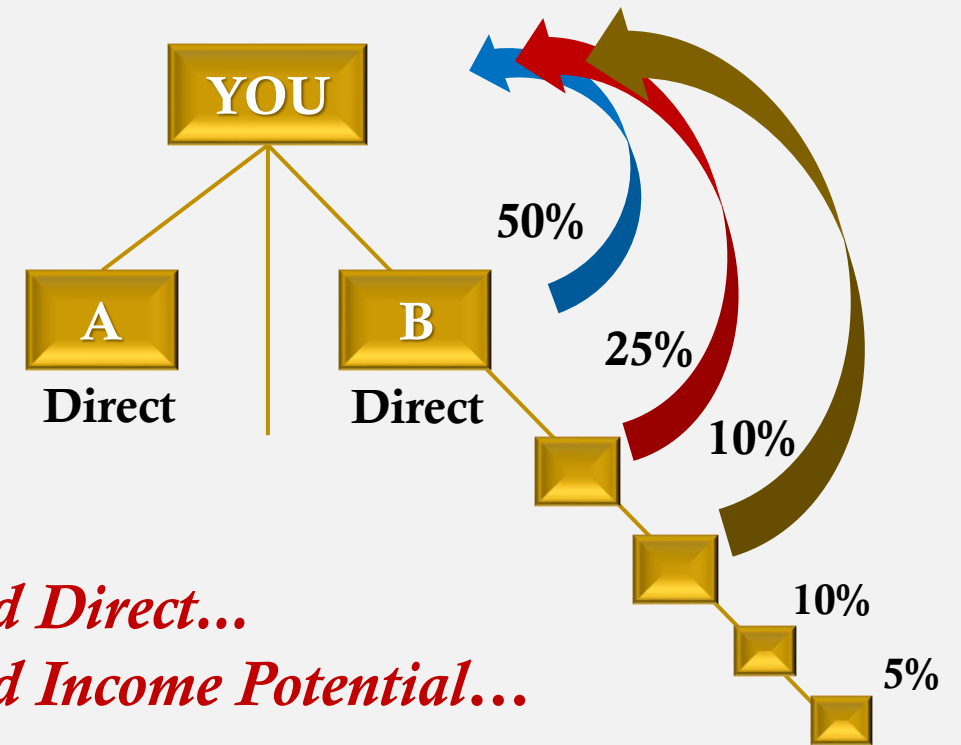 YOU
50%
A
B
25%
Direct
Direct
10%
d Direct...
10%
d Income Potential...
5%